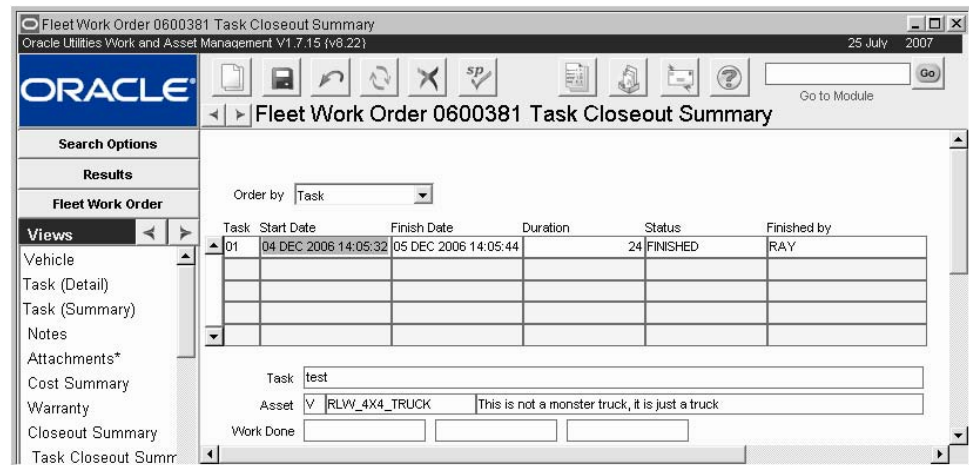 Fleet Work Order 0600381 Task Closeout Summary
Oracle Utilities Work and Asset Management V1.7.15 {v8.22} 25 July 2007
ORACLE
sp
Go
Go to Module
Fleet Work Order 0600381 Task Closeout Summary
Search Options
Results
Fleet Work Order
Views
Vehicle
Task (Detail)
Task (Summary)
Notes
Attachments*
Cost Summary
Warranty
Closeout Summary
Task Closeout Summ
Order by Task
Task Start Date Finish Date Duration Status Finished by
01 04 DEC 2006 14:05:32 05 DEC 2006 14:05:44 24 FINISHED RAY
Task test
Asset V RLW_4X4_TRUCK This is not a monster truck, it is just a truck
Work Done